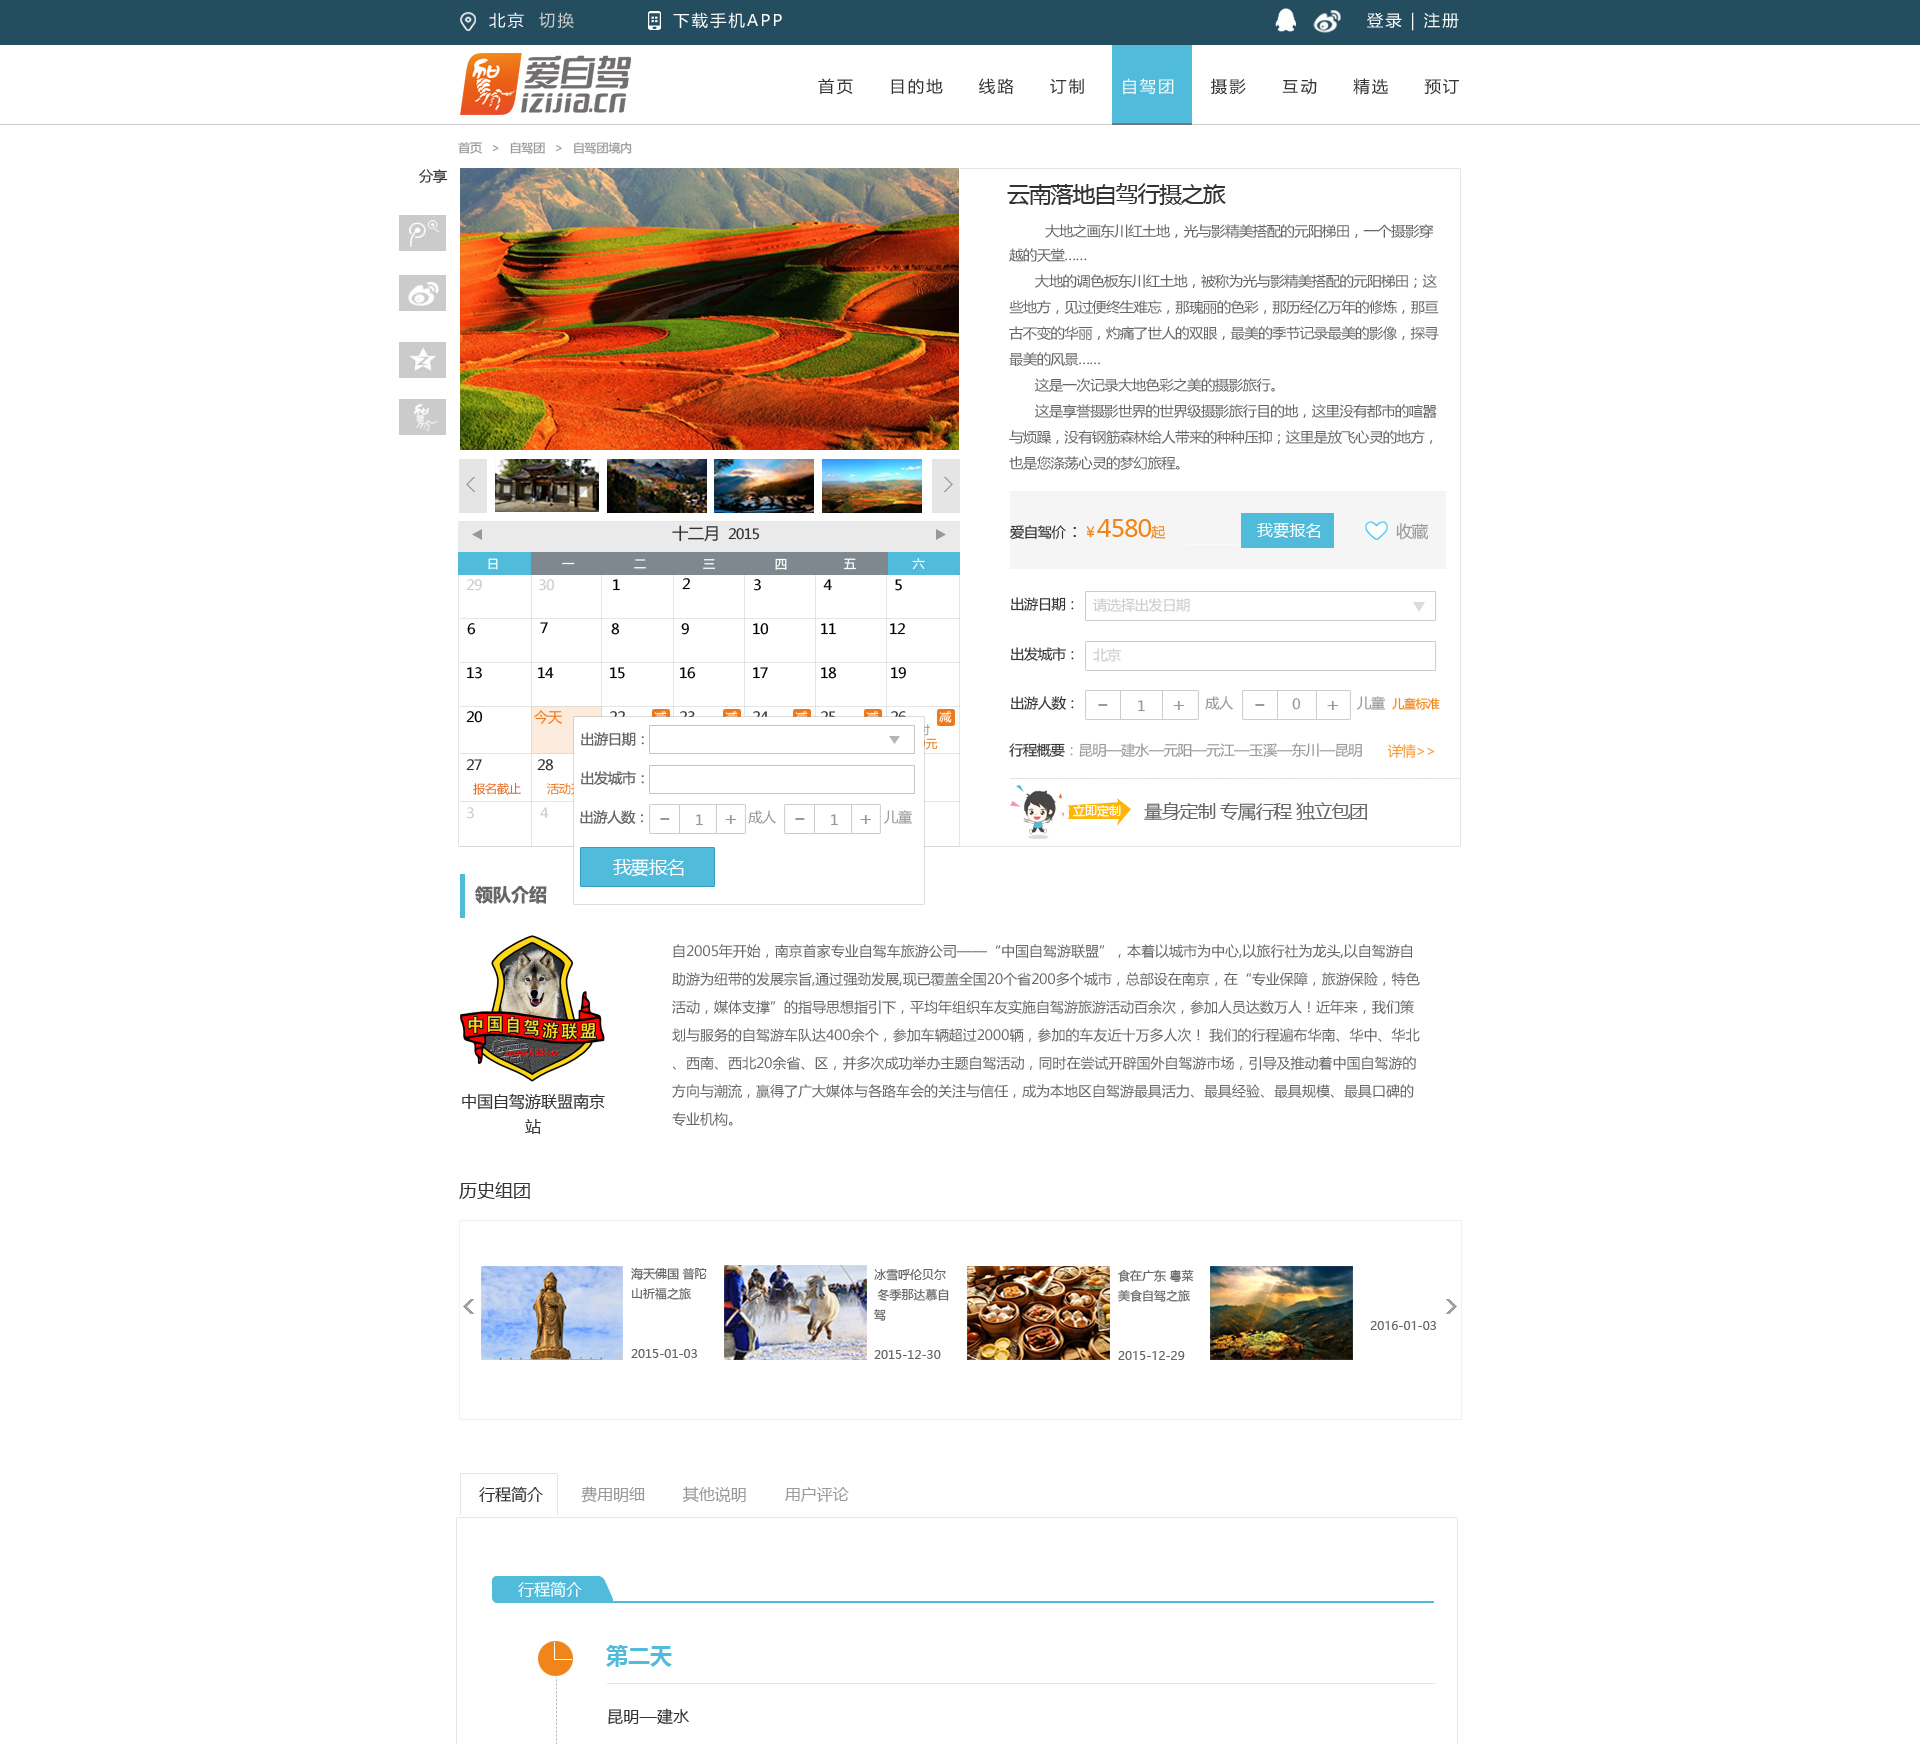 北京 切换 下载手机APP 登录 | 注册
爱自驾
izijia.cn
首页 目的地 线路 订制 自驾团 摄影 互动 精选 预订
首页 > 自驾团 > 自驾团境内
分享
云南落地自驾行摄之旅
大地之画东川红土地，光与影精美搭配的元阳梯田，一个摄影穿
越的天堂……
大地的调色板东川红土地，被称为光与影精美搭配的元阳梯田；这
些地方，见过便终生难忘，那瑰丽的色彩，那历经亿万年的修炼，那亘
古不变的华丽，灼痛了世人的双眼，最美的季节记录最美的影像，探寻
最美的风景……
这是一次记录大地色彩之美的摄影旅行。
这是享誉摄影世界的世界级摄影旅行目的地，这里没有都市的喧嚣
与烦躁，没有钢筋森林给人带来的种种压抑；这里是放飞心灵的地方，
也是您涤荡心灵的梦幻旅程。
爱自驾价： ¥4580起 我要报名 收藏
出游日期： 请选择出发日期
出发城市： 北京
出游人数： − 1 + 成人 − 0 + 儿童 儿童标准
行程概要：昆明—建水—元阳—元江—玉溪—东川—昆明 详情>>
立即定制 量身定制 专属行程 独立包团
十二月 2015
日 一 二 三 四 五 六
29 30 1 2 3 4 5
6 7 8 9 10 11 12
13 14 15 16 17 18 19
20 今天 22 减 23 减 24 减 25 减 26 减
元
27 28
报名截止 活动
3 4
出游日期：
出发城市：
出游人数： − 1 + 成人 − 1 + 儿童
我要报名
领队介绍
中国自驾游联盟
中国自驾游联盟南京
站
自2005年开始，南京首家专业自驾车旅游公司——“中国自驾游联盟”，本着以城市为中心,以旅行社为龙头,以自驾游自
助游为纽带的发展宗旨,通过强劲发展,现已覆盖全国20个省200多个城市，总部设在南京，在“专业保障，旅游保险，特色
活动，媒体支撑”的指导思想指引下，平均年组织车友实施自驾游旅游活动百余次，参加人员达数万人！近年来，我们策
划与服务的自驾游车队达400余个，参加车辆超过2000辆，参加的车友近十万多人次！ 我们的行程遍布华南、华中、华北
、西南、西北20余省、区，并多次成功举办主题自驾活动，同时在尝试开辟国外自驾游市场，引导及推动着中国自驾游的
方向与潮流，赢得了广大媒体与各路车会的关注与信任，成为本地区自驾游最具活力、最具经验、最具规模、最具口碑的
专业机构。
历史组团
海天佛国 普陀
山祈福之旅
2015-01-03
冰雪呼伦贝尔
冬季那达慕自
驾
2015-12-30
食在广东 粤菜
美食自驾之旅
2015-12-29
2016-01-03
行程简介 费用明细 其他说明 用户评论
行程简介
第二天
昆明—建水